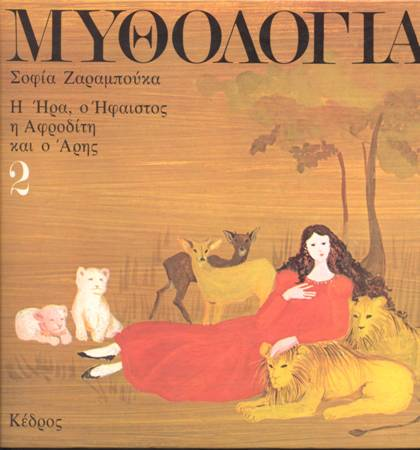 ΜΥΘΟΛΟΓΙΑ
Σοφία Ζαραμπούκα
Η Ήρα, ο Ήφαιστος
η Αφροδίτη
και ο Άρης
2
Κέδρος